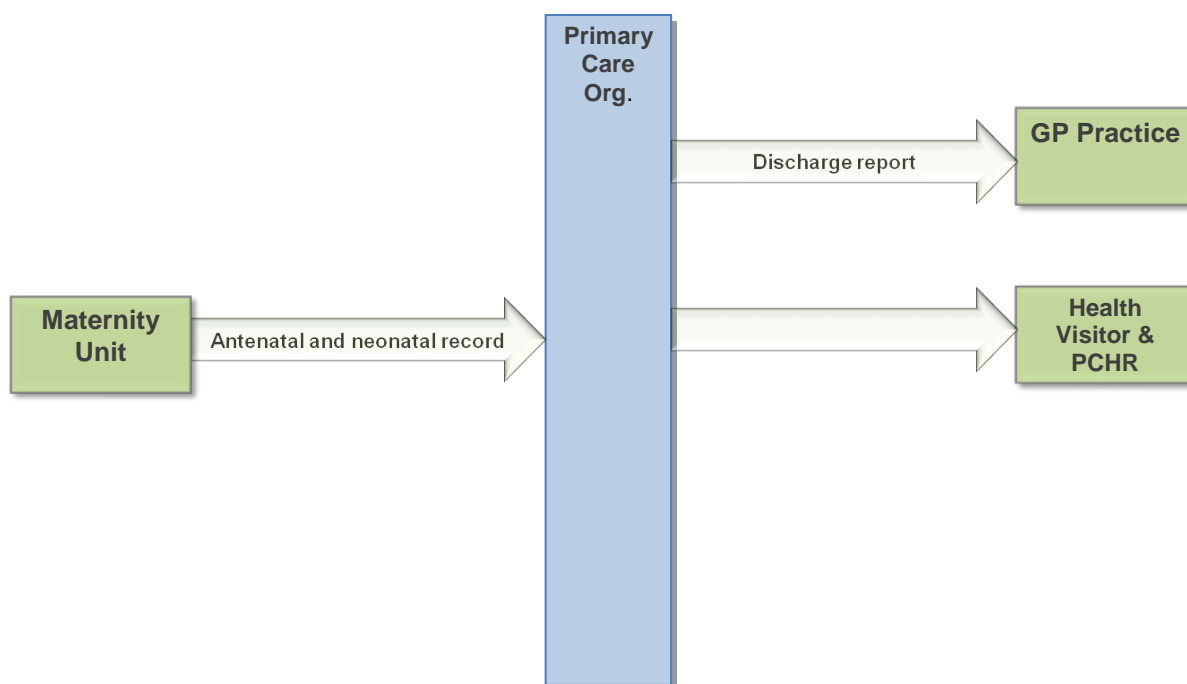 Primary
Care
Org.
GP Practice
Discharge report
Maternity
Unit
Antenatal and neonatal record
Health
Visitor &
PCHR